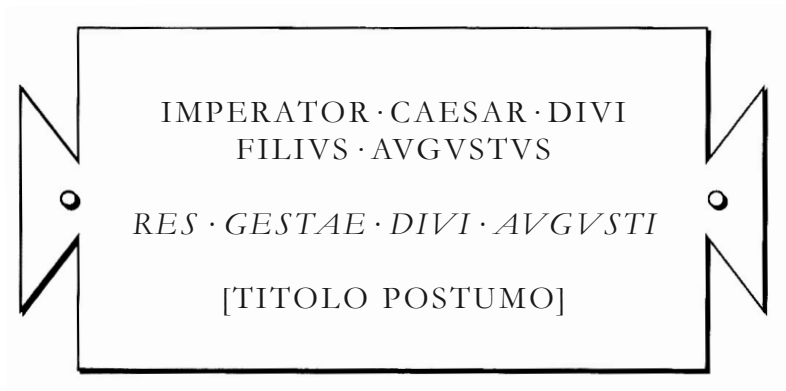 IMPERATOR·CAESAR·DIVI
FILIVS·AVGVSTVS
RES·GESTAE·DIVI·AVGVSTI
[TITOLO POSTUMO]